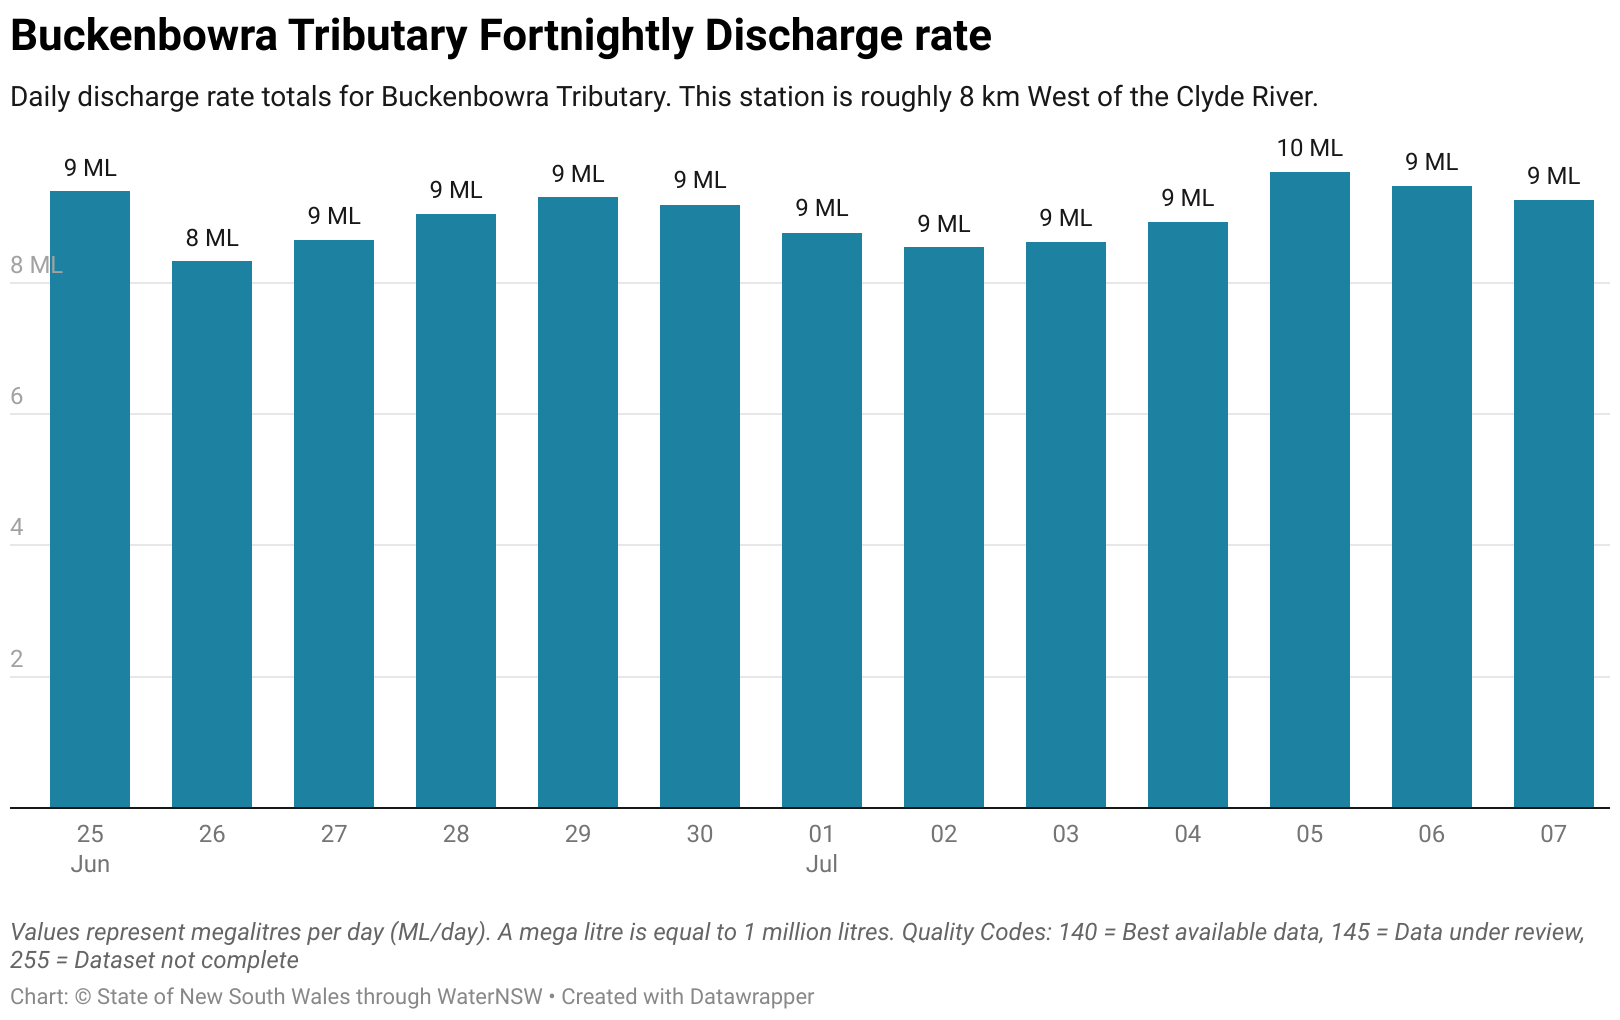 Buckenbowra Tributary Fortnightly Discharge rate
Daily discharge rate totals for Buckenbowra Tributary. This station is roughly 8 km West of the Clyde River.
9 ML
8 ML
9 ML
9 ML
9 ML
9 ML
9 ML
9 ML
9 ML
9 ML
10 ML
9 ML
9 ML
8 ML
6
4
2
25 26 27 28 29 30 01 02 03 04 05 06 07
Jun Jul
Values represent megalitres per day (ML/day). A mega litre is equal to 1 million litres. Quality Codes: 140 = Best available data, 145 = Data under review,
255 = Dataset not complete
Chart: © State of New South Wales through WaterNSW • Created with Datawrapper